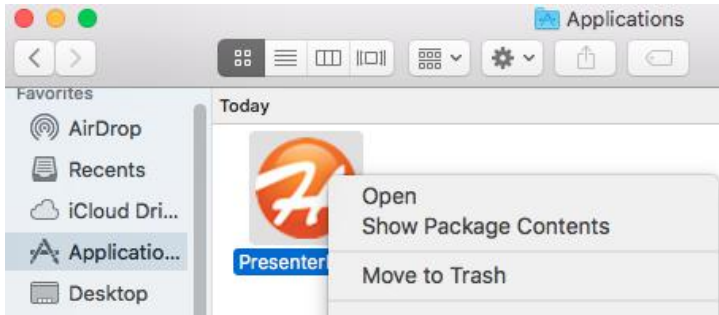 Applications
Favorites
AirDrop
Recents
iCloud Dri...
Applicatio...
Desktop
Today
Presenter
Open
Show Package Contents
Move to Trash